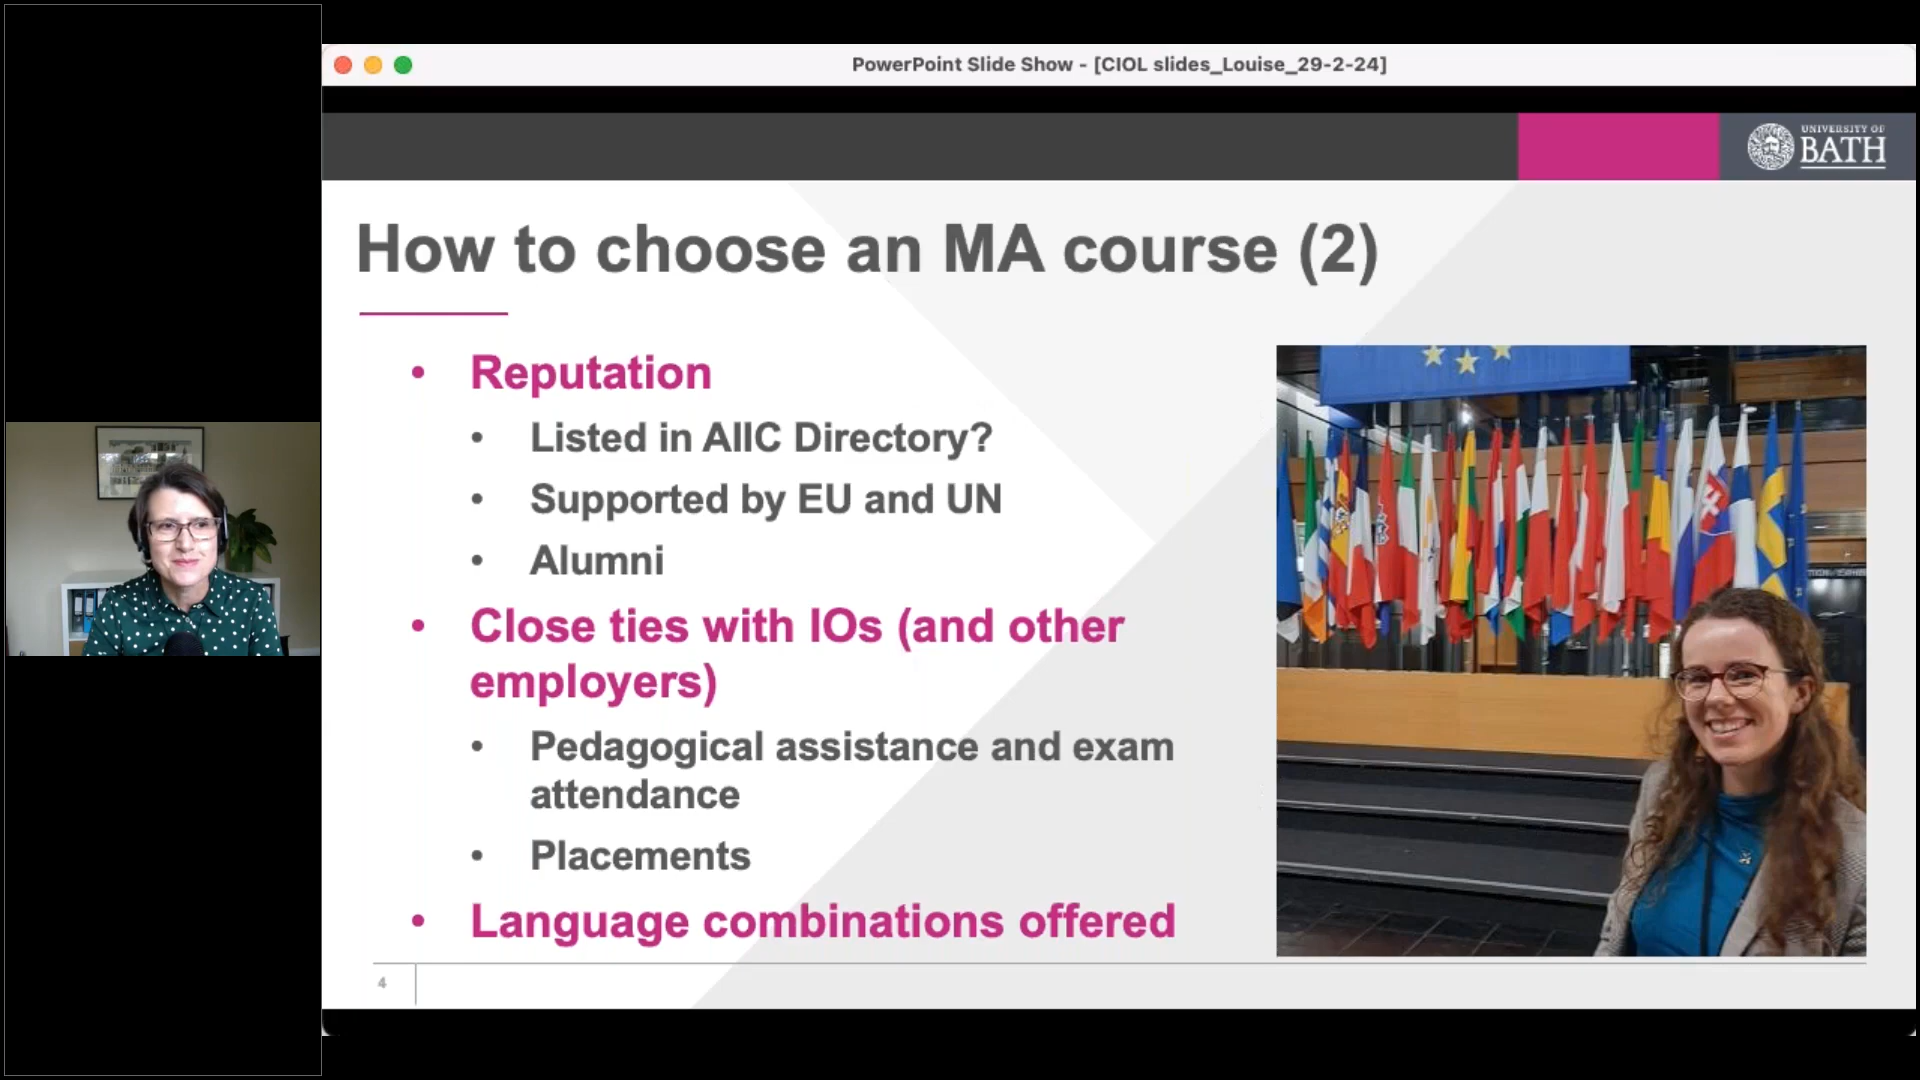 PowerPoint Slide Show - [CIOL slides_Louise_29-2-24]
UNIVERSITY OF
BATH
How to choose an MA course (2)
• Reputation
• Listed in AIIC Directory?
• Supported by EU and UN
• Alumni
• Close ties with IOs (and other
employers)
• Pedagogical assistance and exam
attendance
• Placements
• Language combinations offered
4